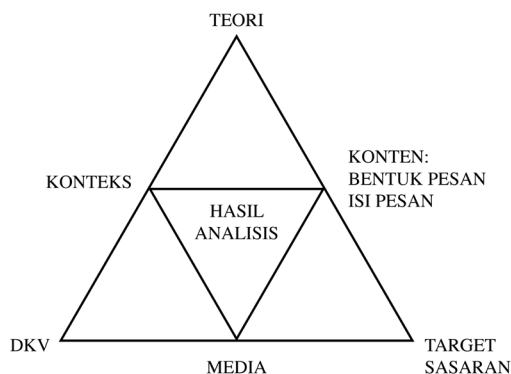 TEORI
KONTEKS
KONTEN:
BENTUK PESAN
ISI PESAN
HASIL
ANALISIS
DKV
MEDIA
TARGET
SASARAN